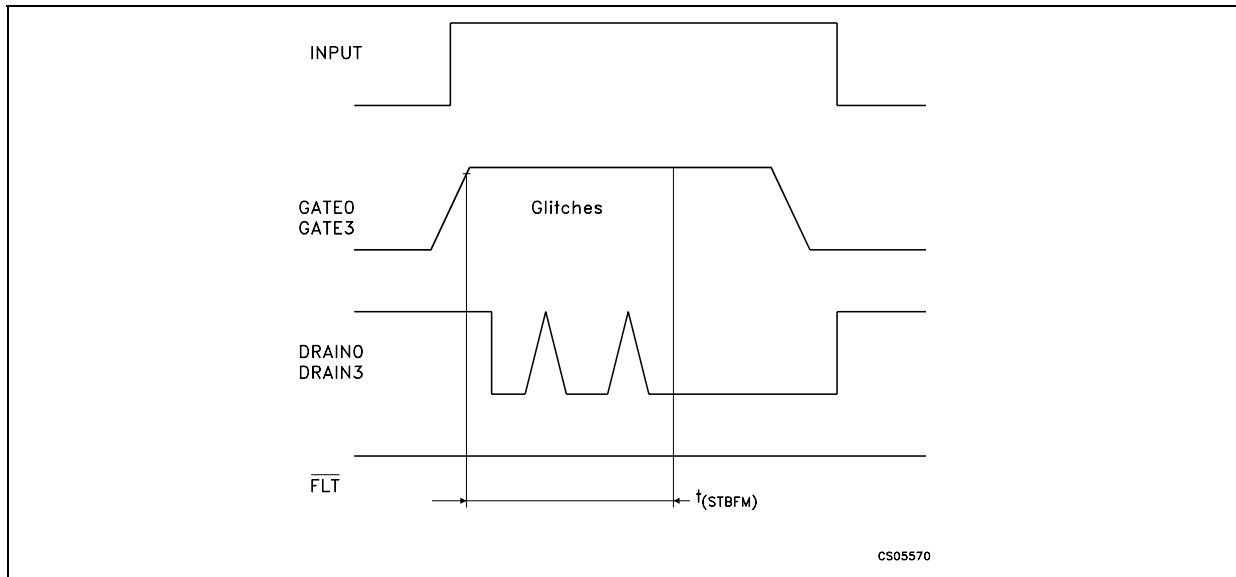 INPUT
GATE0
GATE3
Glitches
DRAIN0
DRAIN3
FLT
t(STBFM)
CS05570